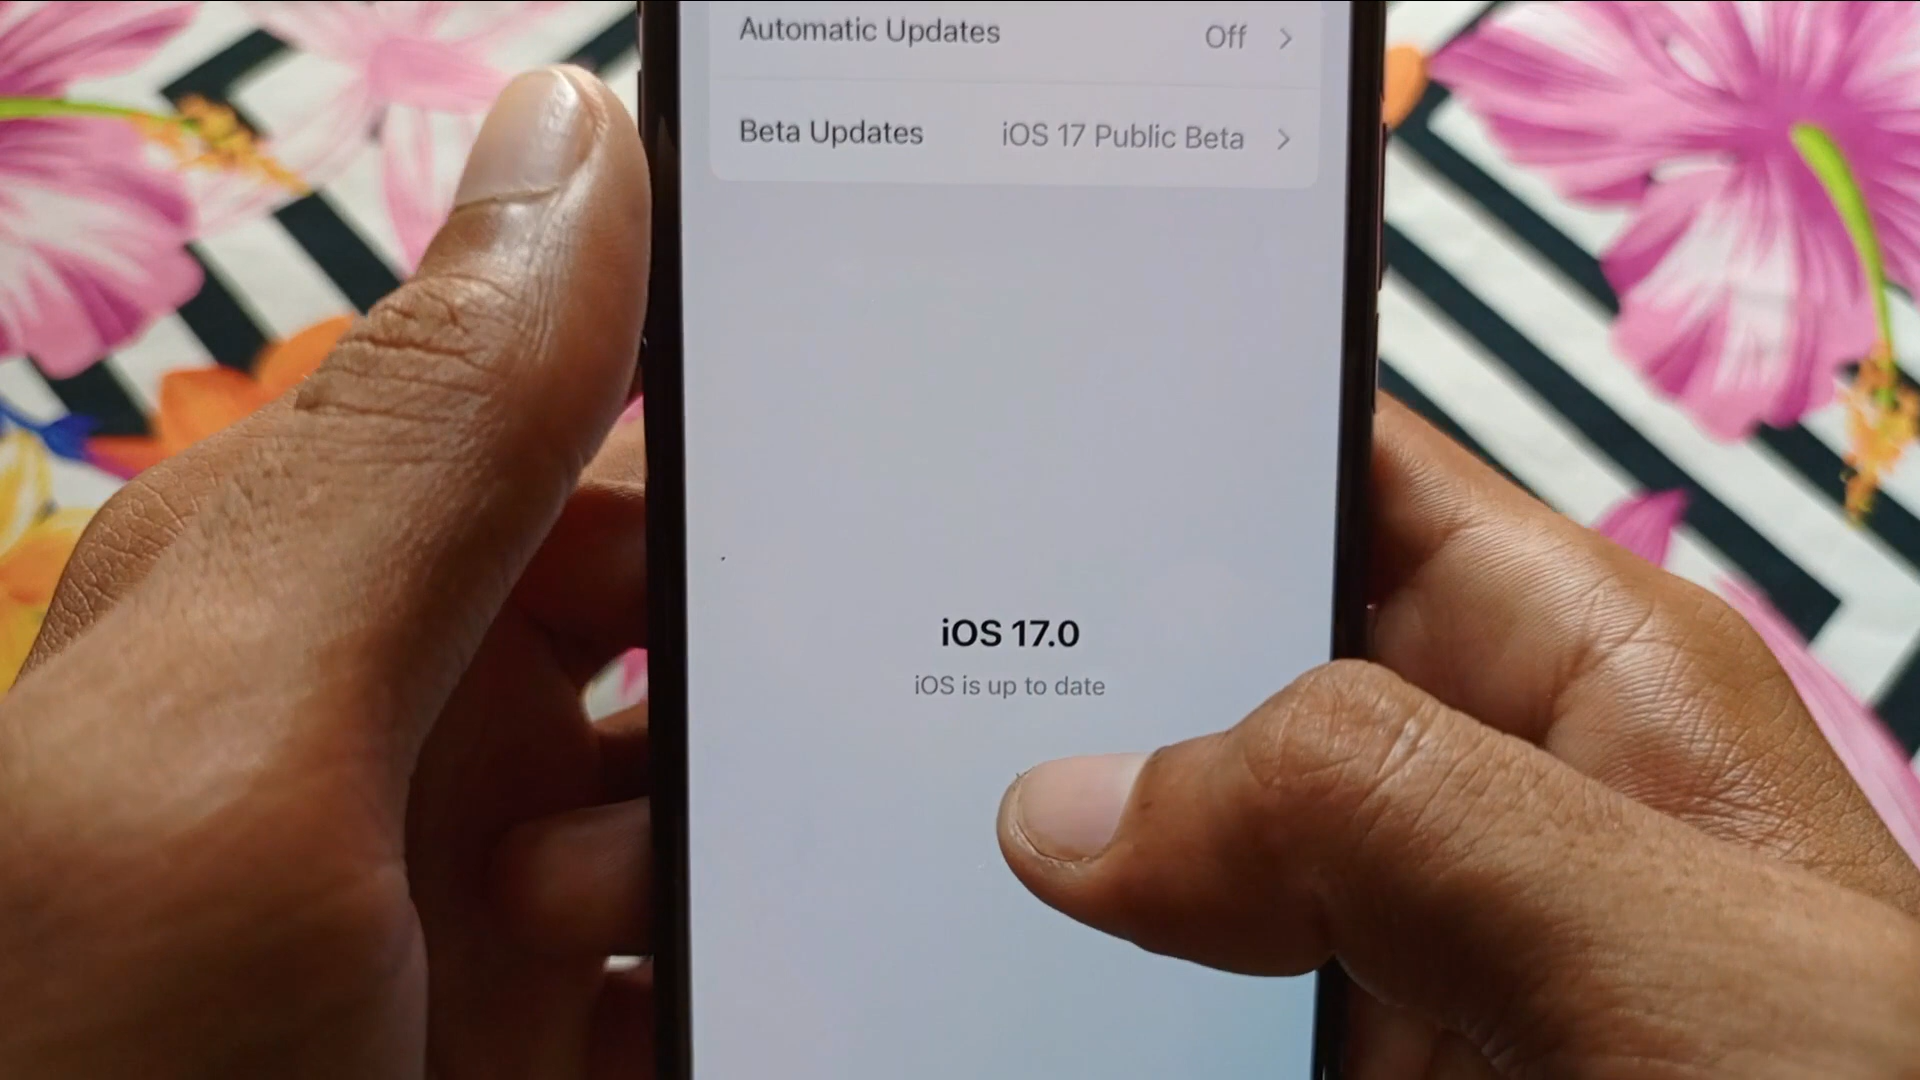 Automatic Updates Off
Beta Updates iOS 17 Public Beta
iOS 17.0
iOS is up to date